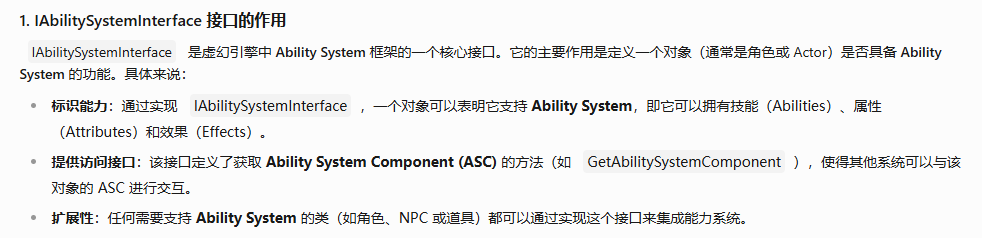 1. IAbilitySystemInterface 接口的作用
IAbilitySystemInterface 是虚幻引擎中 Ability System 框架的一个核心接口。它的主要作用是定义一个对象（通常是角色或 Actor）是否具备 Ability
System 的功能。具体来说：
• 标识能力：通过实现 IAbilitySystemInterface ，一个对象可以表明它支持 Ability System，即它可以拥有技能（Abilities）、属性
（Attributes）和效果（Effects）。
• 提供访问接口：该接口定义了获取 Ability System Component (ASC) 的方法（如 GetAbilitySystemComponent ），使得其他系统可以与该
对象的 ASC 进行交互。
• 扩展性：任何需要支持 Ability System 的类（如角色、NPC 或道具）都可以通过实现这个接口来集成能力系统。